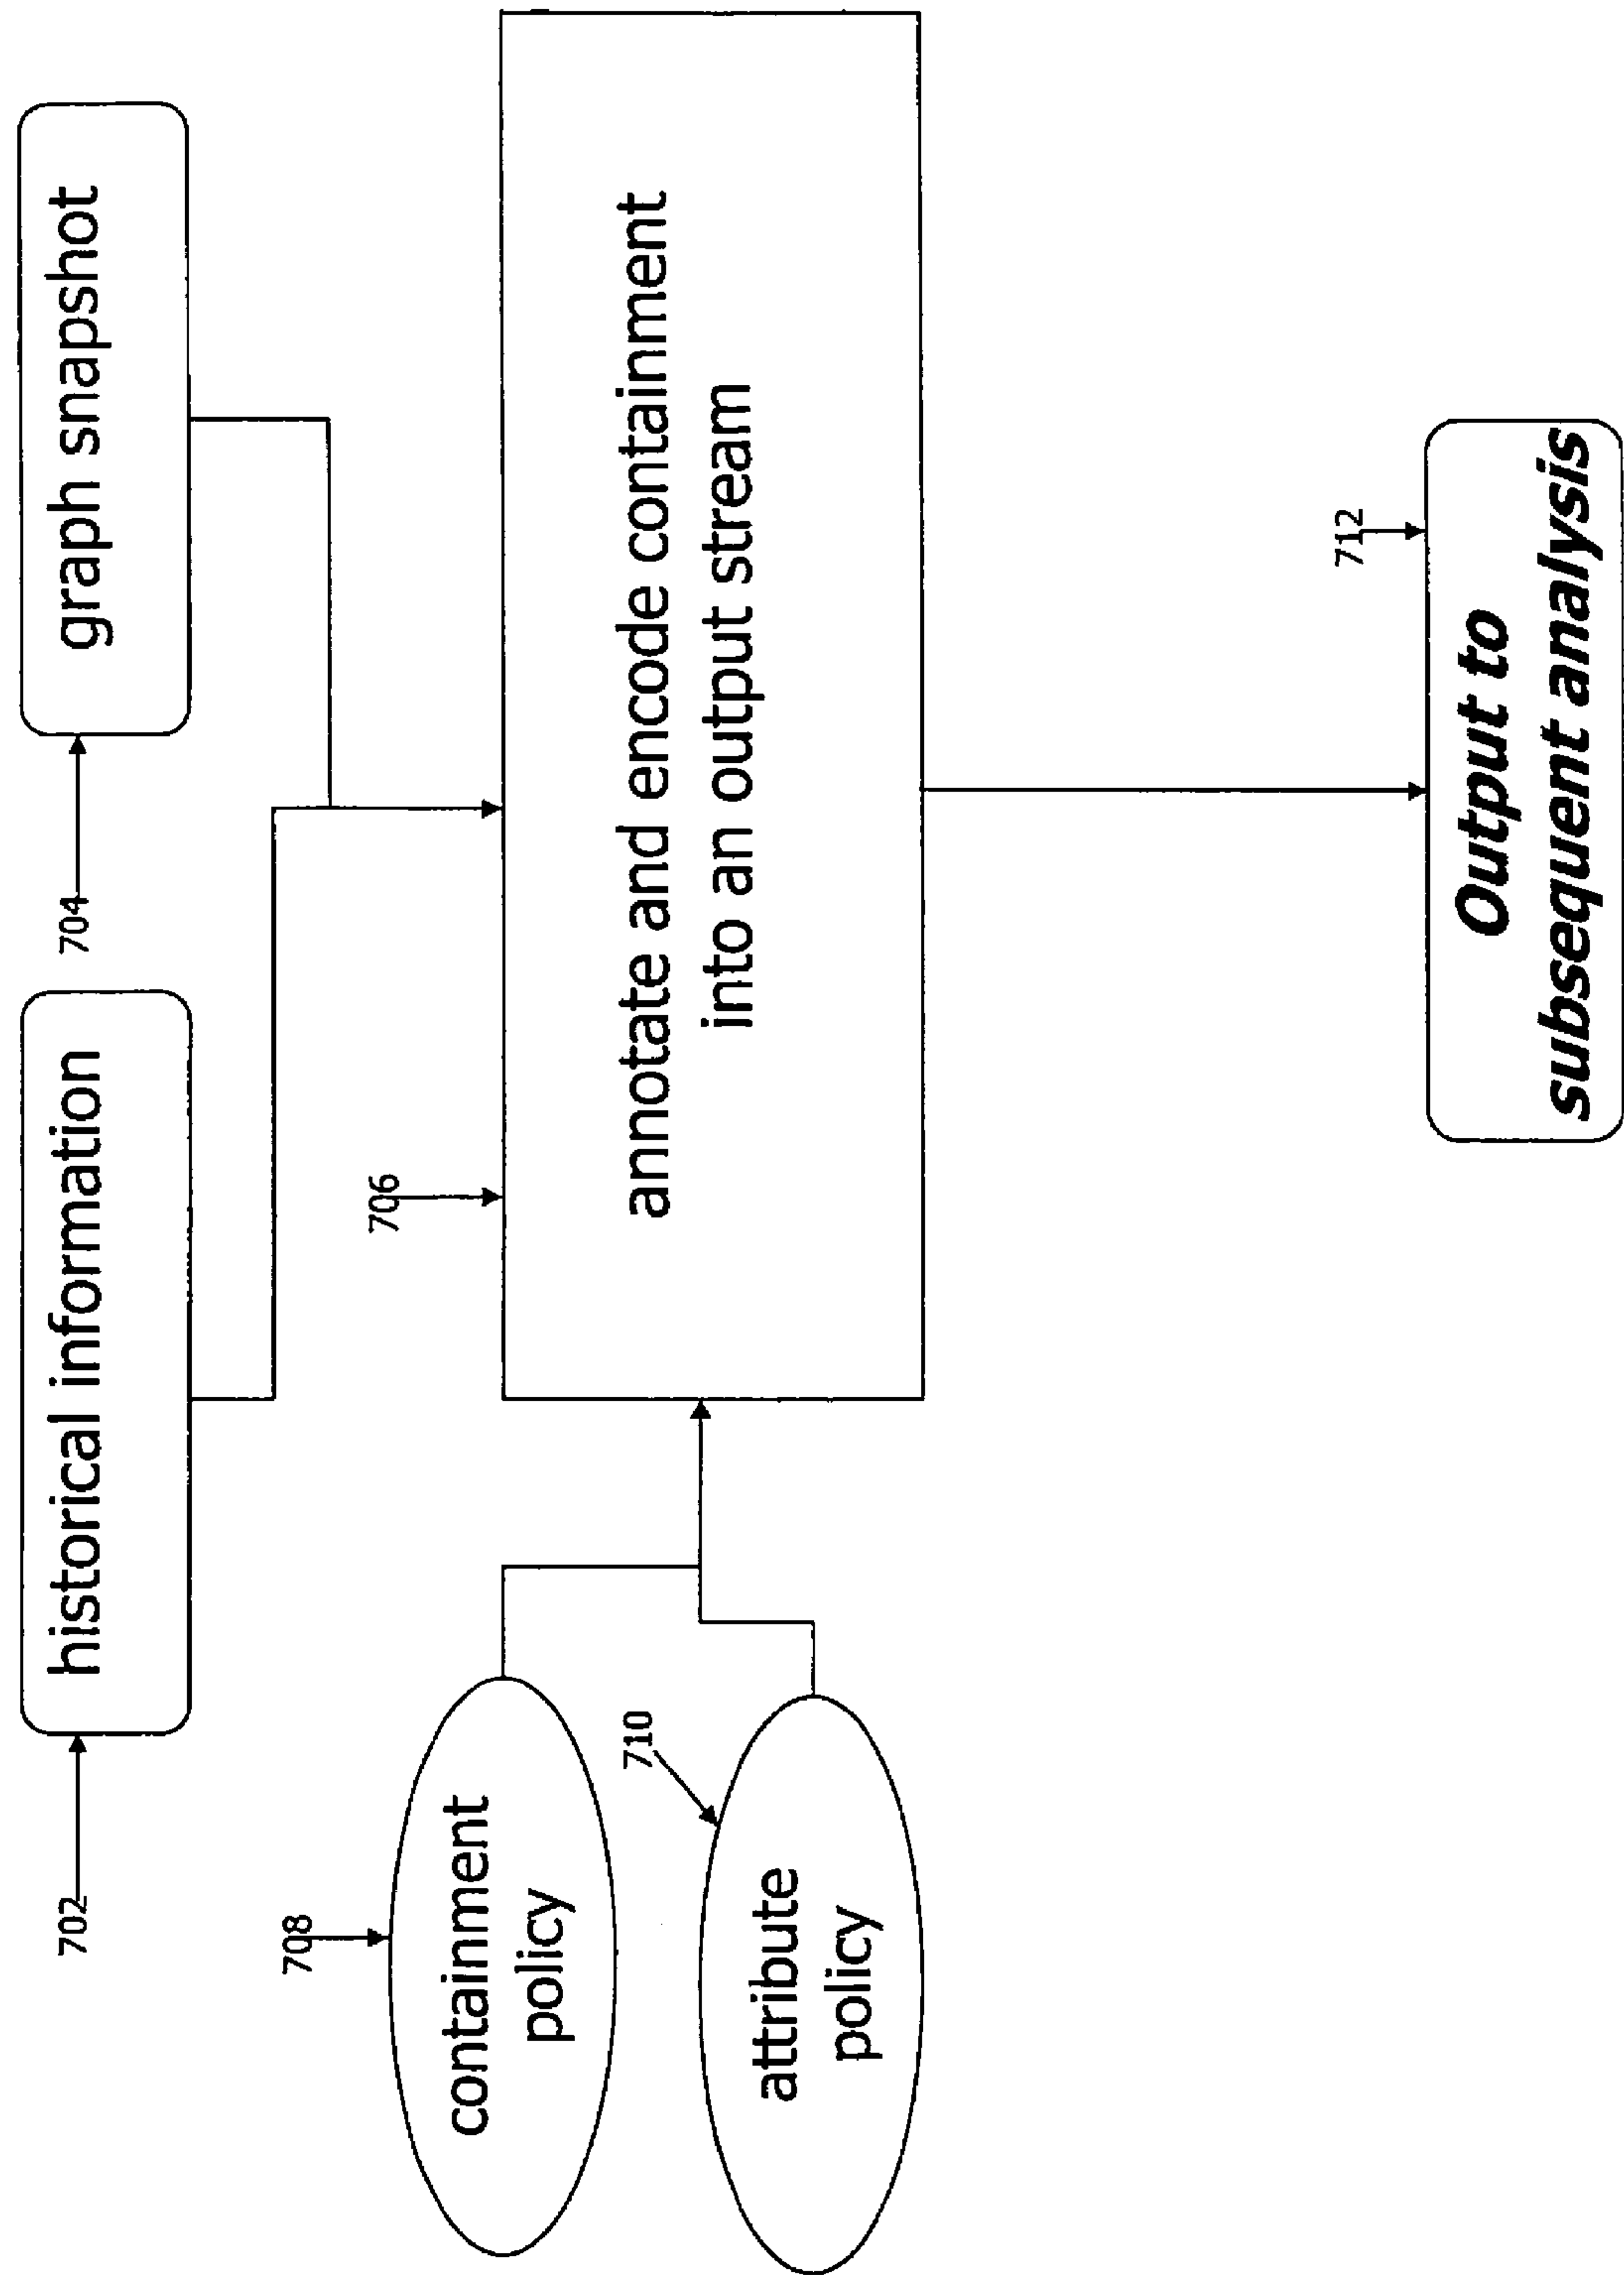 702
historical information
704
graph snapshot
706
annotate and encode containment
into an output stream
708
containment
policy
710
attribute
policy
712
Output to
subsequent analysis